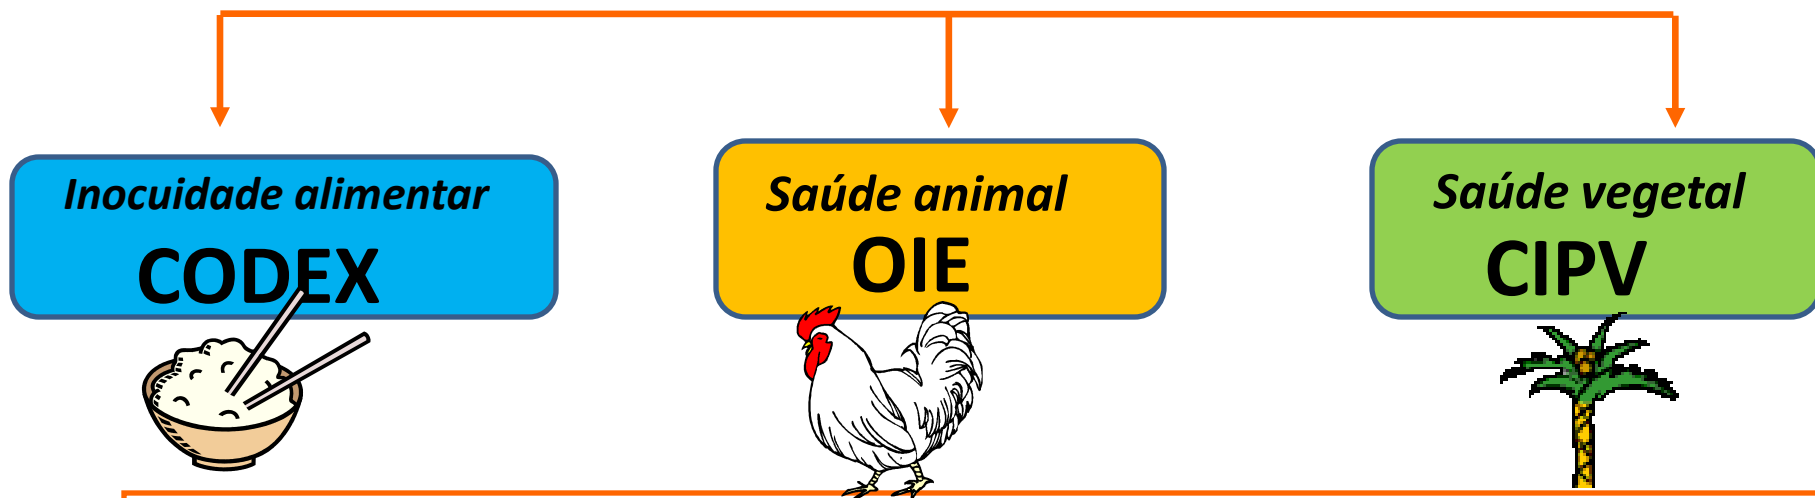 Inocuidade alimentar
CODEX
Saúde animal
OIE
Saúde vegetal
CIPV